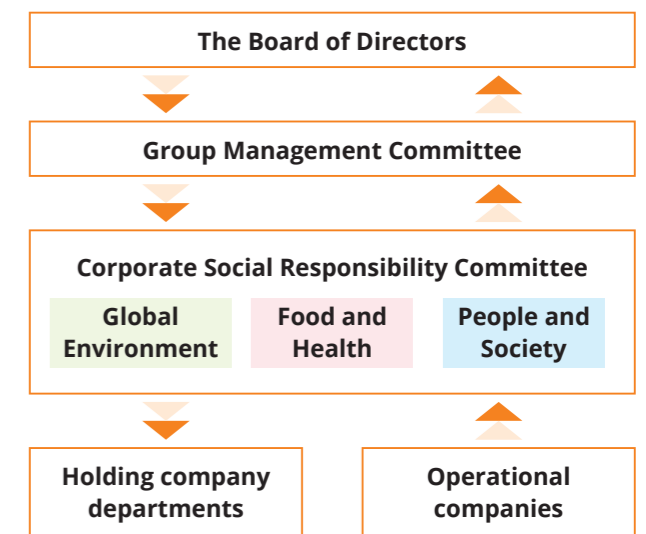 The Board of Directors
Group Management Committee
Corporate Social Responsibility Committee
Global
Environment
Food and
Health
People and
Society
Holding company
departments
Operational
companies